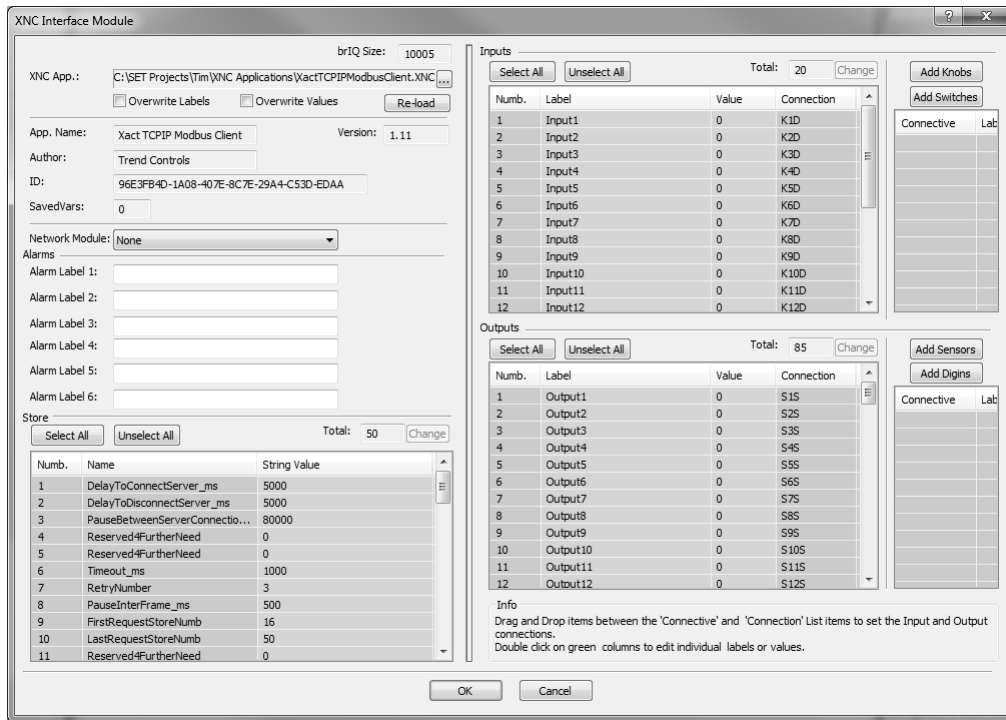 XNC Interface Module
?
X
brIQ Size: 10005
XNC App.: C:\SET Projects\Tim\XNC Applications\XactTCPIPModbusClient.XNC ...
Overwrite Labels Overwrite Values Re-load
App. Name: Xact TCPIP Modbus Client Version: 1.11
Author: Trend Controls
ID: 96E3FB4D-1A08-407E-8C7E-29A4-C53D-EDAA
SavedVars: 0
Network Module: None
Alarms
Alarm Label 1:
Alarm Label 2:
Alarm Label 3:
Alarm Label 4:
Alarm Label 5:
Alarm Label 6:
Store
Select All Unselect All Total: 50 Change
Numb. Name String Value
1 DelayToConnectServer_ms 5000
2 DelayToDisconnectServer_ms 5000
3 PauseBetweenServerConnectio... 80000
4 Reserved4FurtherNeed 0
5 Reserved4FurtherNeed 0
6 Timeout_ms 1000
7 RetryNumber 3
8 PauseInterFrame_ms 500
9 FirstRequestStoreNumb 16
10 LastRequestStoreNumb 50
11 Reserved4FurtherNeed 0
Inputs
Select All Unselect All Total: 20 Change
Numb. Label Value Connection
1 Input1 0 K1D
2 Input2 0 K2D
3 Input3 0 K3D
4 Input4 0 K4D
5 Input5 0 K5D
6 Input6 0 K6D
7 Input7 0 K7D
8 Input8 0 K8D
9 Input9 0 K9D
10 Input10 0 K10D
11 Input11 0 K11D
12 Input12 0 K12D
Add Knobs
Add Switches
Connective Lab
Outputs
Select All Unselect All Total: 85 Change
Numb. Label Value Connection
1 Output1 0 S1S
2 Output2 0 S2S
3 Output3 0 S3S
4 Output4 0 S4S
5 Output5 0 S5S
6 Output6 0 S6S
7 Output7 0 S7S
8 Output8 0 S8S
9 Output9 0 S9S
10 Output10 0 S10S
11 Output11 0 S11S
12 Output12 0 S12S
Add Sensors
Add Digins
Connective Lab
Info
Drag and Drop items between the 'Connective' and 'Connection' List items to set the Input and Output
connections.
Double click on green columns to edit individual labels or values.
OK Cancel